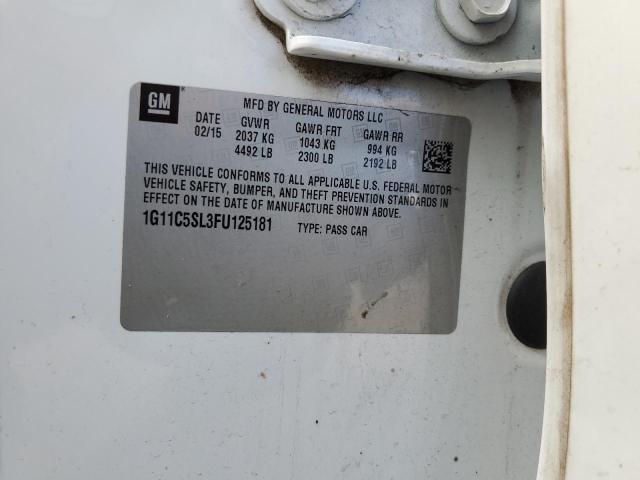 GM
MFD BY GENERAL MOTORS LLC
DATE GVWR GAWR FRT GAWR RR
02/15 2037 KG 1043 KG 994 KG
4492 LB 2300 LB 2192 LB
THIS VEHICLE CONFORMS TO ALL APPLICABLE U.S. FEDERAL MOTOR
VEHICLE SAFETY, BUMPER, AND THEFT PREVENTION STANDARDS IN
EFFECT ON THE DATE OF MANUFACTURE SHOWN ABOVE.
1G11C5SL3FU125181 TYPE: PASS CAR